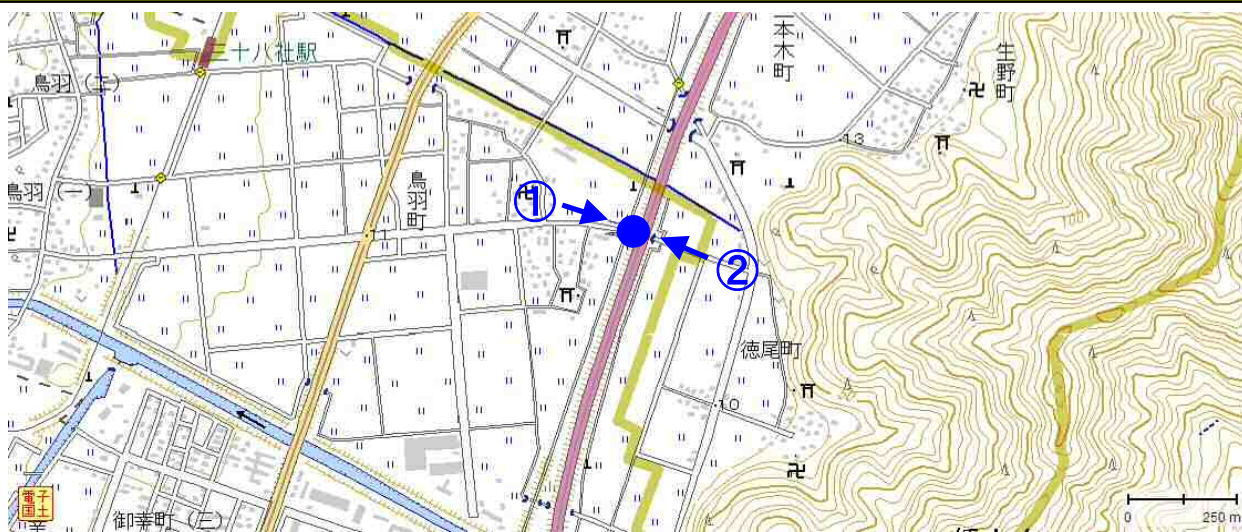 三十八社駅
本木町
生野町
鳥羽（三）
・13
鳥羽（一）
鳥羽町
①
・11
②
100
徳尾町
・10
電子国土
御幸町（三）
0 250 m